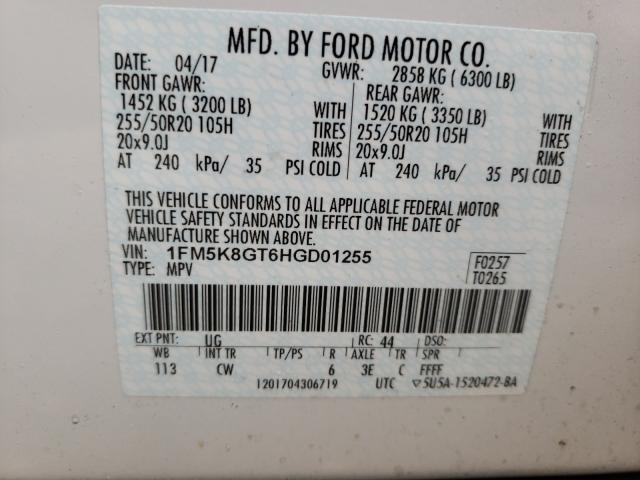 MFD. BY FORD MOTOR CO.
DATE: 04/17 GVWR: 2858 KG ( 6300 LB)
FRONT GAWR: REAR GAWR:
1452 KG ( 3200 LB) WITH 1520 KG ( 3350 LB) WITH
255/50R20 105H TIRES 255/50R20 105H TIRES
20x9.0J RIMS 20x9.0J RIMS
AT 240 kPa/ 35 PSI COLD AT 240 kPa/ 35 PSI COLD
THIS VEHICLE CONFORMS TO ALL APPLICABLE FEDERAL MOTOR
VEHICLE SAFETY STANDARDS IN EFFECT ON THE DATE OF
MANUFACTURE SHOWN ABOVE.
VIN: 1FM5K8GT6HGD01255 F0257
TYPE: MPV T0265
EXT PNT: UG RC: 44 DSO:
WB INT TR TP/PS R AXLE TR SPR
113 CW 6 3E C FFFF
1201704306719 UTC ▽5U5A-1520472-BA